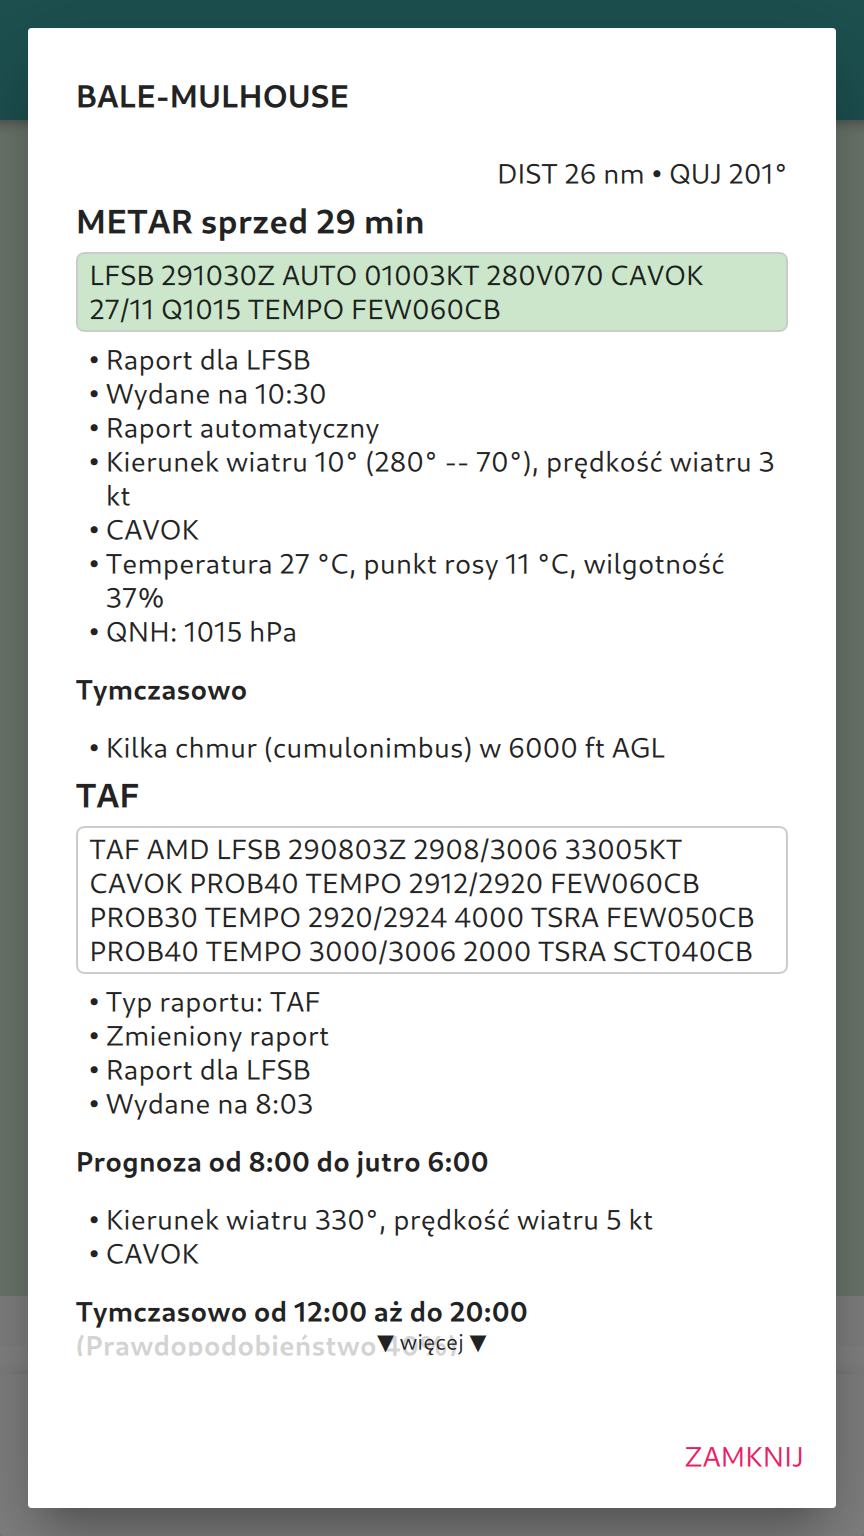 BALE-MULHOUSE
DIST 26 nm • QUJ 201°
METAR sprzed 29 min
LFSB 291030Z AUTO 01003KT 280V070 CAVOK
27/11 Q1015 TEMPO FEW060CB
• Raport dla LFSB
• Wydane na 10:30
• Raport automatyczny
• Kierunek wiatru 10° (280° -- 70°), prędkość wiatru 3
kt
• CAVOK
• Temperatura 27 °C, punkt rosy 11 °C, wilgotność
37%
• QNH: 1015 hPa
Tymczasowo
• Kilka chmur (cumulonimbus) w 6000 ft AGL
TAF
TAF AMD LFSB 290803Z 2908/3006 33005KT
CAVOK PROB40 TEMPO 2912/2920 FEW060CB
PROB30 TEMPO 2920/2924 4000 TSRA FEW050CB
PROB40 TEMPO 3000/3006 2000 TSRA SCT040CB
• Typ raportu: TAF
• Zmieniony raport
• Raport dla LFSB
• Wydane na 8:03
Prognoza od 8:00 do jutro 6:00
• Kierunek wiatru 330°, prędkość wiatru 5 kt
• CAVOK
Tymczasowo od 12:00 aż do 20:00
(Prawdopodobieństwo 40%)
▼ więcej ▼
ZAMKNIJ